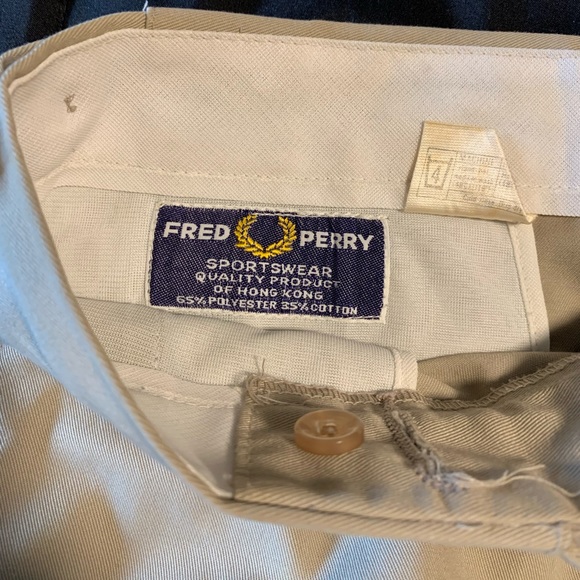 FRED PERRY
SPORTSWEAR
QUALITY PRODUCT
OF HONG KONG
65% POLYESTER 35% COTTON
4